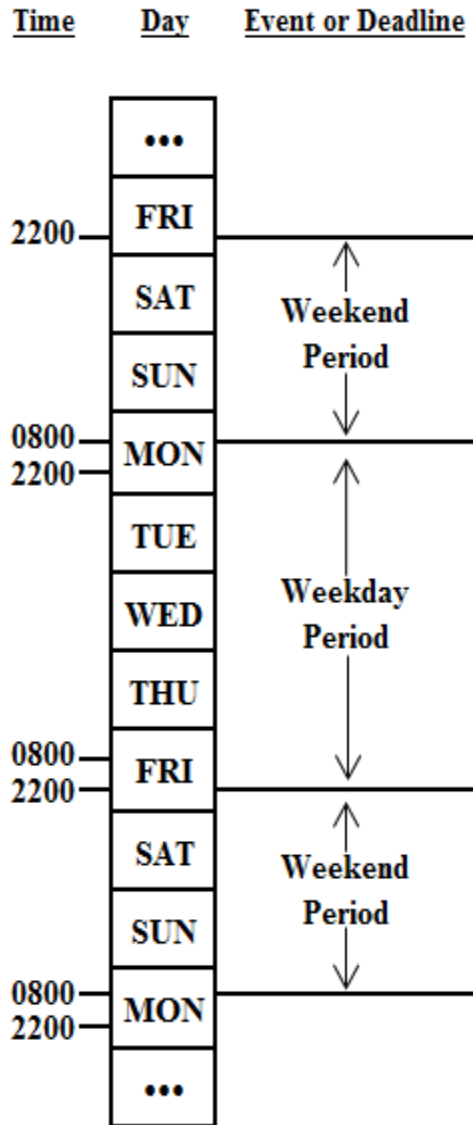 Time Day Event or Deadline
•••
2200 FRI
SAT Weekend
Period
SUN
0800 MON
2200
TUE
WED Weekday
Period
THU
0800 FRI
2200
SAT Weekend
Period
SUN
0800 MON
2200
•••